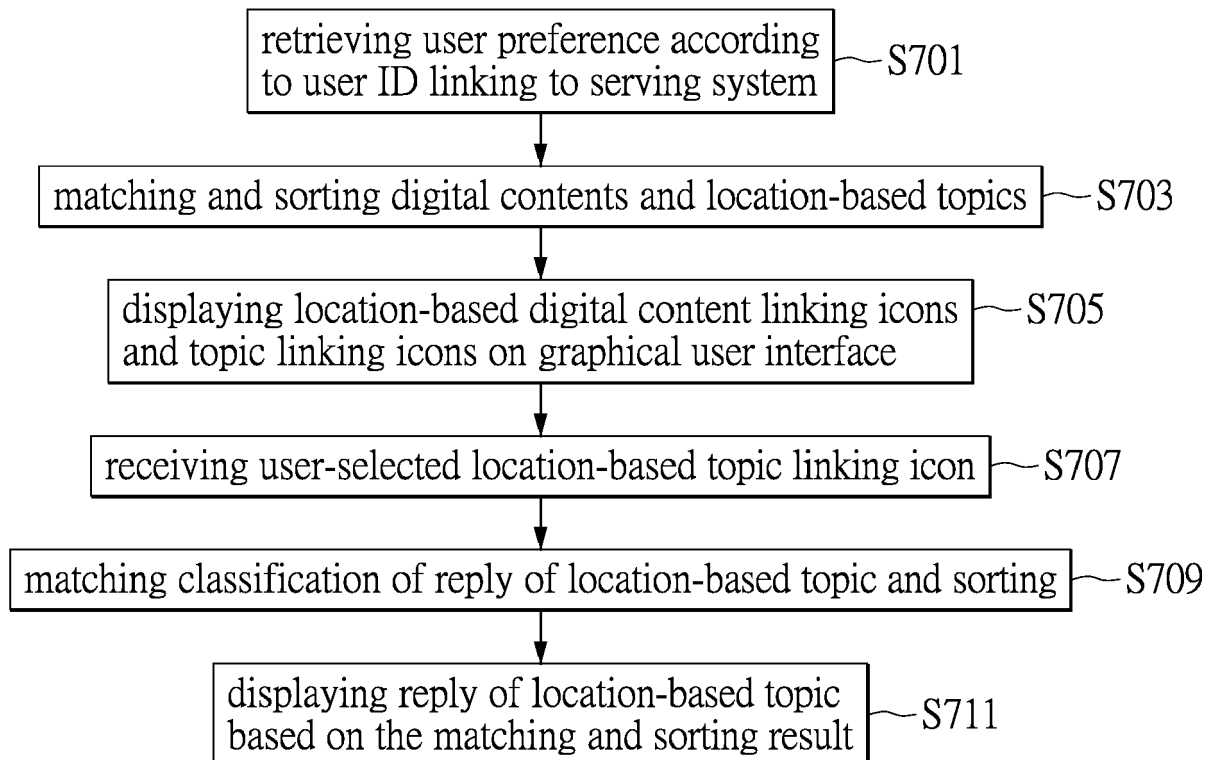 retrieving user preference according
to user ID linking to serving system
S701
matching and sorting digital contents and location-based topics
S703
displaying location-based digital content linking icons
and topic linking icons on graphical user interface
S705
receiving user-selected location-based topic linking icon
S707
matching classification of reply of location-based topic and sorting
S709
displaying reply of location-based topic
based on the matching and sorting result
S711